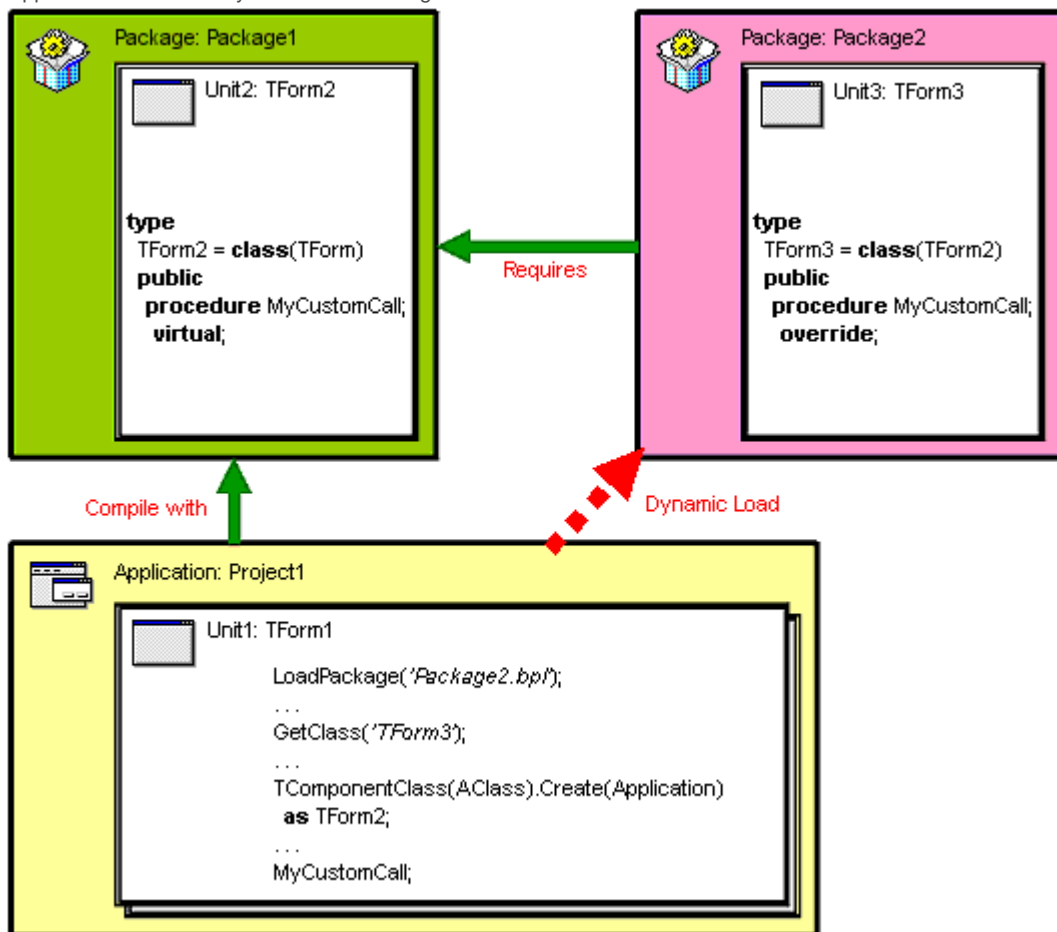 Package: Package1
Unit2: TForm2
type
TForm2 = class(TForm)
public
procedure MyCustomCall;
virtual;
Package: Package2
Unit3: TForm3
type
TForm3 = class(TForm2)
public
procedure MyCustomCall;
override;
Requires
Compile with
Dynamic Load
Application: Project1
Unit1: TForm1
LoadPackage('Package2.bpl');
...
GetClass('TForm3');
...
TComponentClass(AClass).Create(Application)
as TForm2;
...
MyCustomCall;